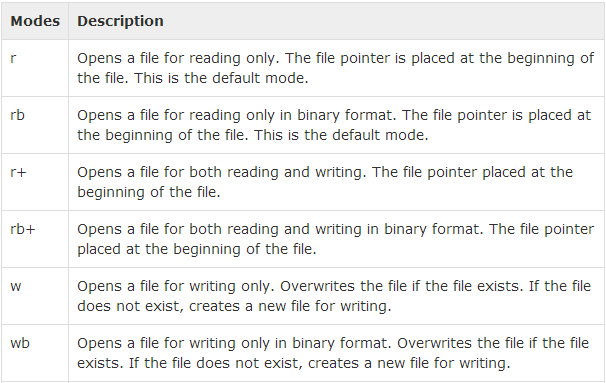 Modes Description
r Opens a file for reading only. The file pointer is placed at the beginning of
the file. This is the default mode.
rb Opens a file for reading only in binary format. The file pointer is placed at
the beginning of the file. This is the default mode.
r+ Opens a file for both reading and writing. The file pointer placed at the
beginning of the file.
rb+ Opens a file for both reading and writing in binary format. The file pointer
placed at the beginning of the file.
w Opens a file for writing only. Overwrites the file if the file exists. If the file
does not exist, creates a new file for writing.
wb Opens a file for writing only in binary format. Overwrites the file if the file
exists. If the file does not exist, creates a new file for writing.